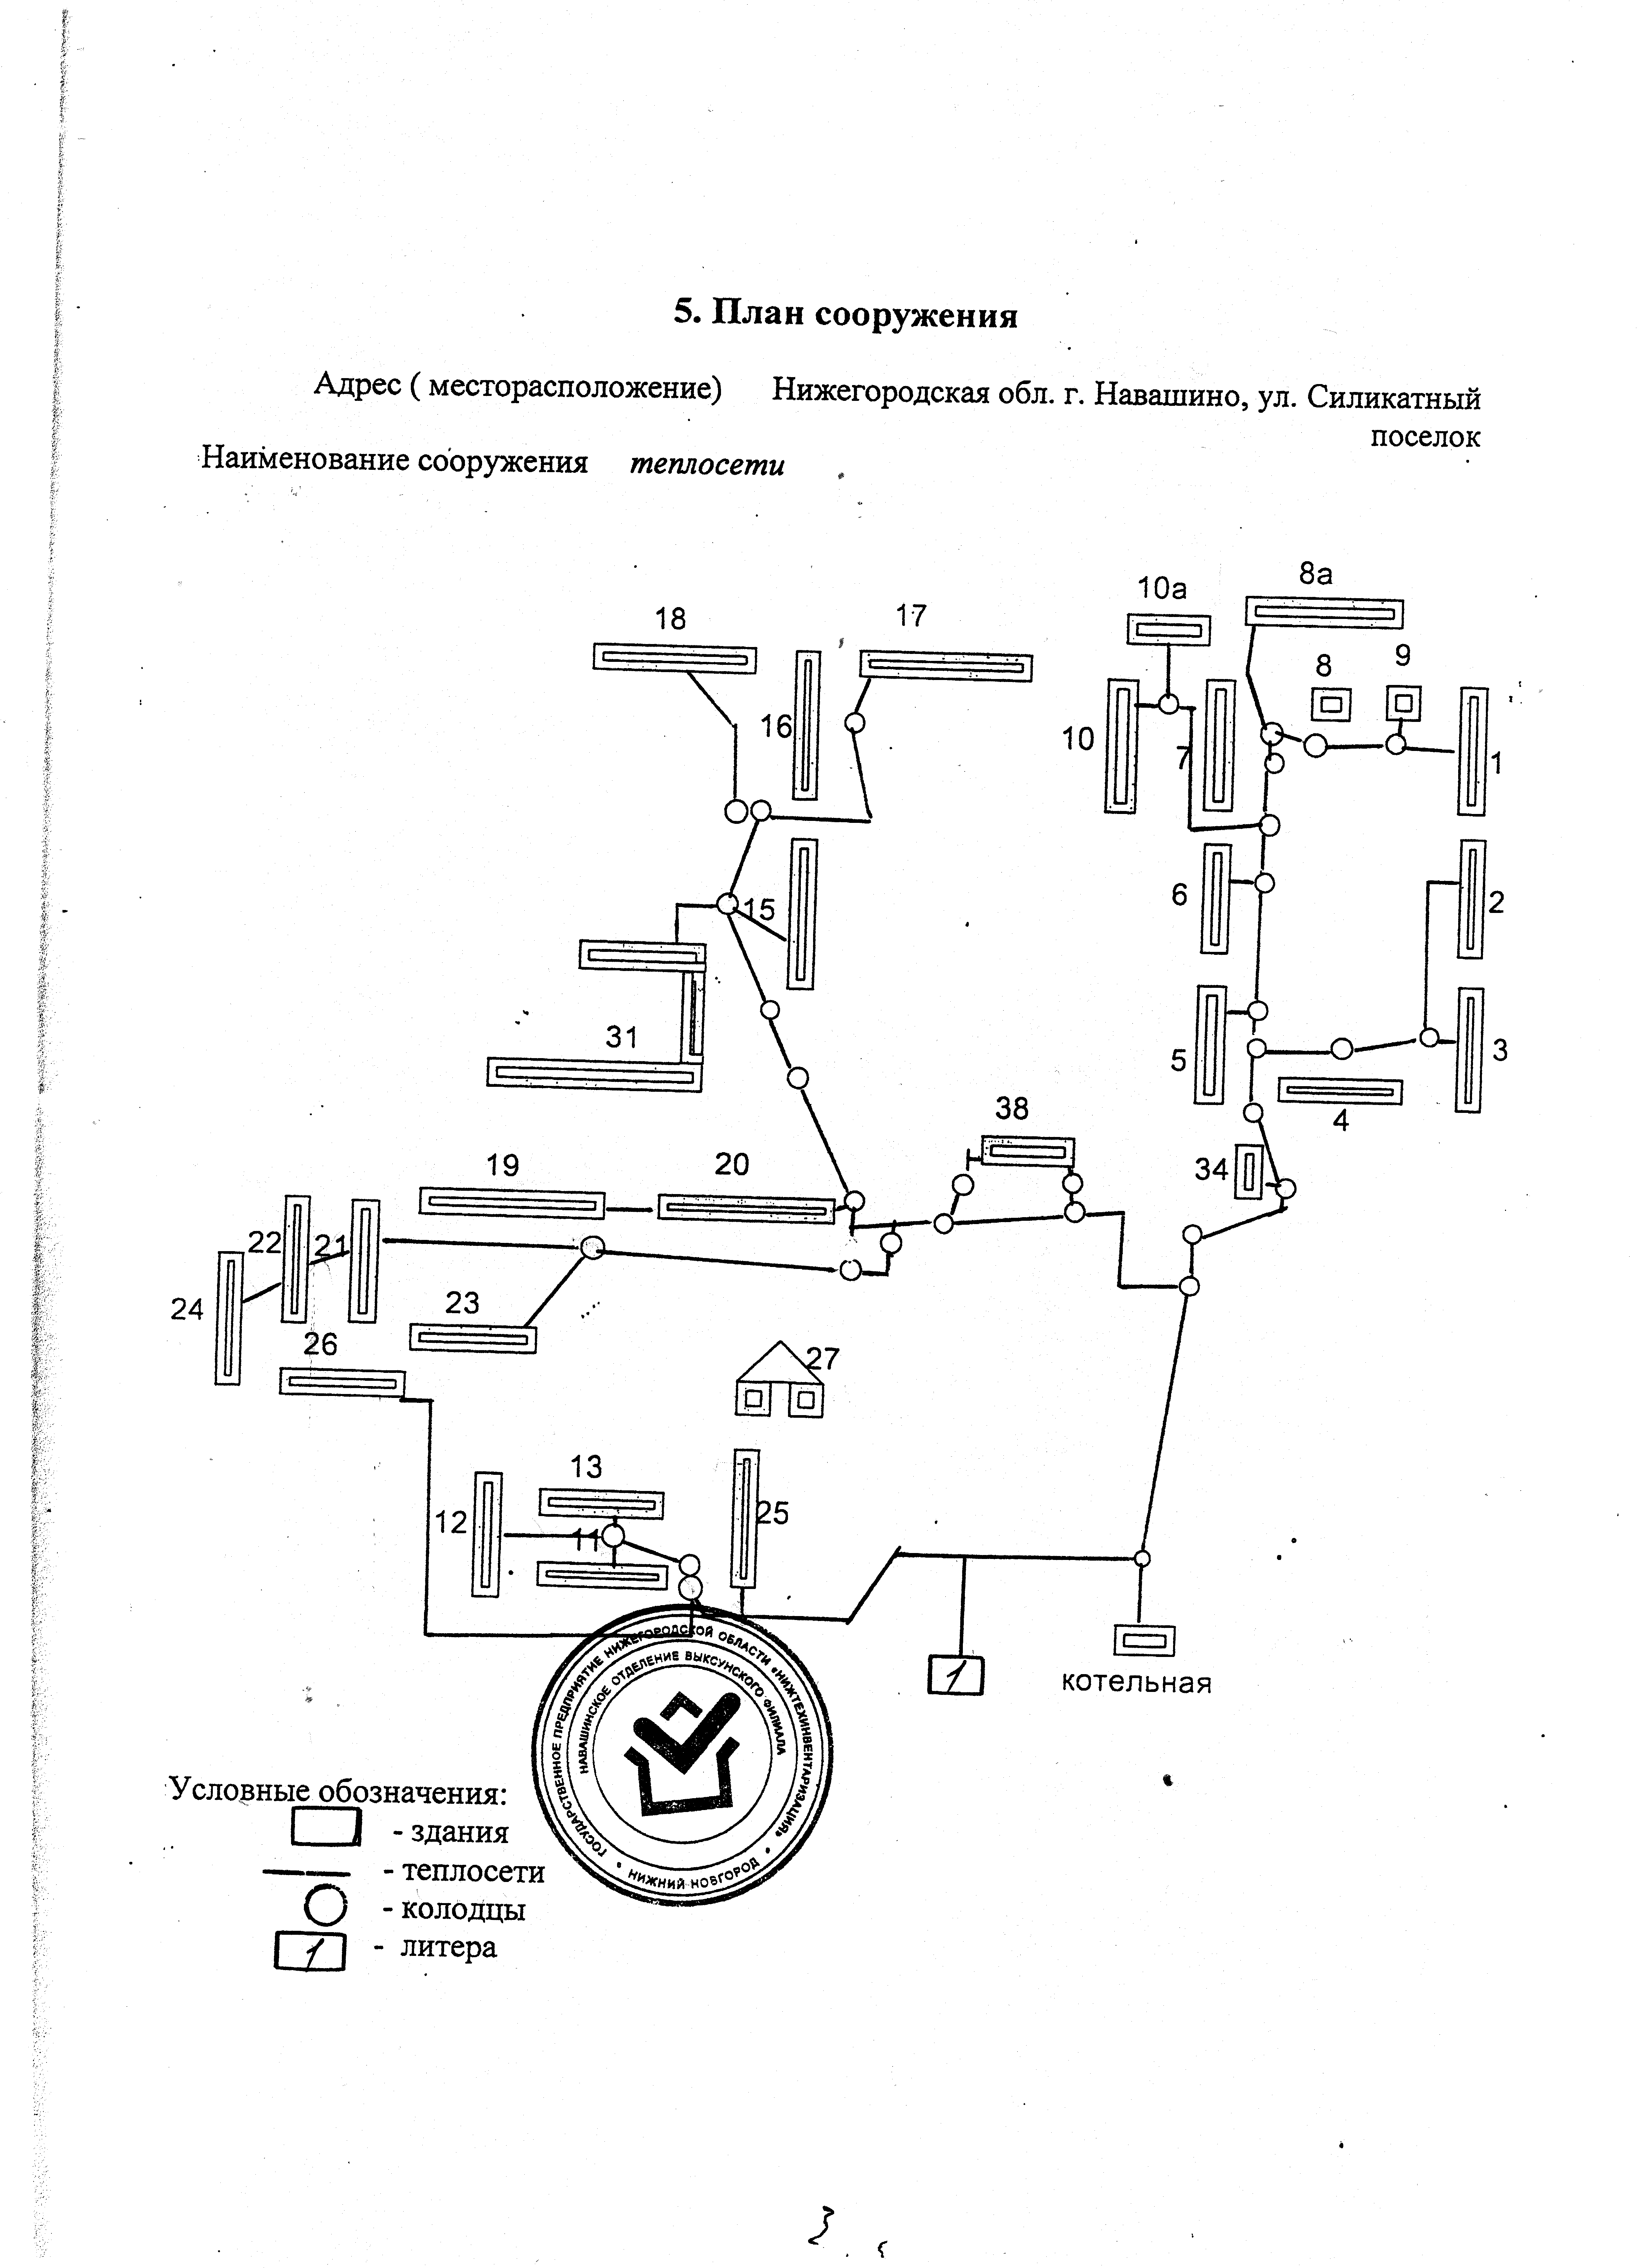 5. План сооружения
Адрес ( месторасположение) Нижегородская обл. г. Навашино, ул. Силикатный
поселок
Наименование сооружения теплосети
8а
10а
18
17
9
8
16
10
7
1
6
15
2
31
5
3
4
38
34
19
20
22
21
24
23
26
27
13
25
12
11
1
котельная
ГОСУДАРСТВЕННОЕ ПРЕДПРИЯТИЕ НИЖЕГОРОДСКОЙ ОБЛАСТИ «НИЖТЕХИНВЕНТАРИЗАЦИЯ»
НАВАШИНСКОЕ ОТДЕЛЕНИЕ ВЫКСУНСКОГО ФИЛИАЛА
• НИЖНИЙ НОВГОРОД •
Условные обозначения:
- здания
- теплосети
- колодцы
1 - литера
3